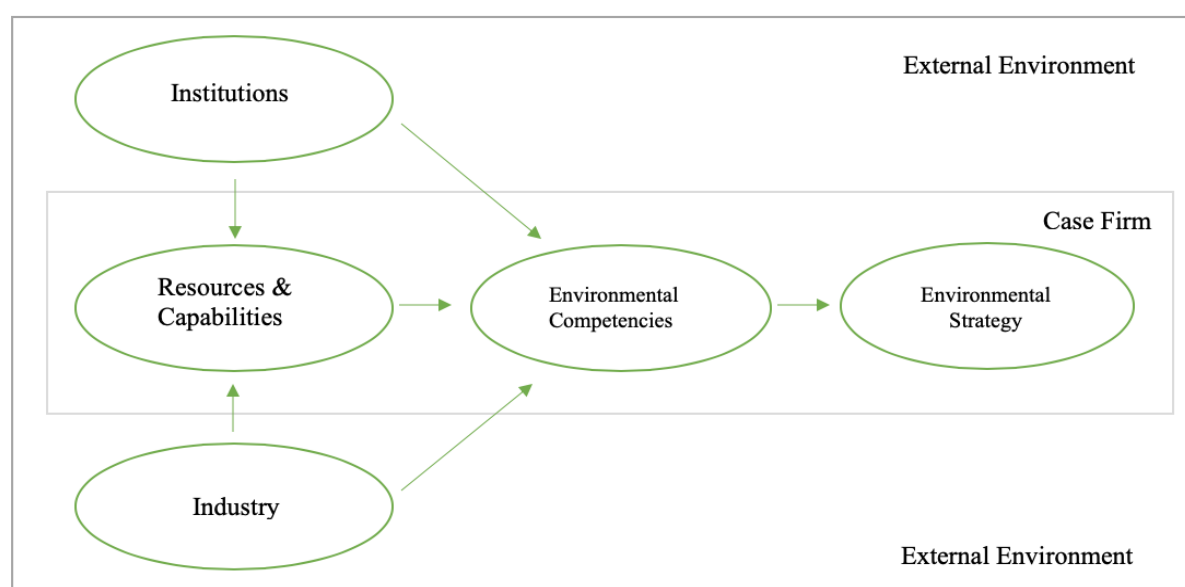 External Environment
Institutions
Case Firm
Resources &
Capabilities
Environmental
Competencies
Environmental
Strategy
Industry
External Environment